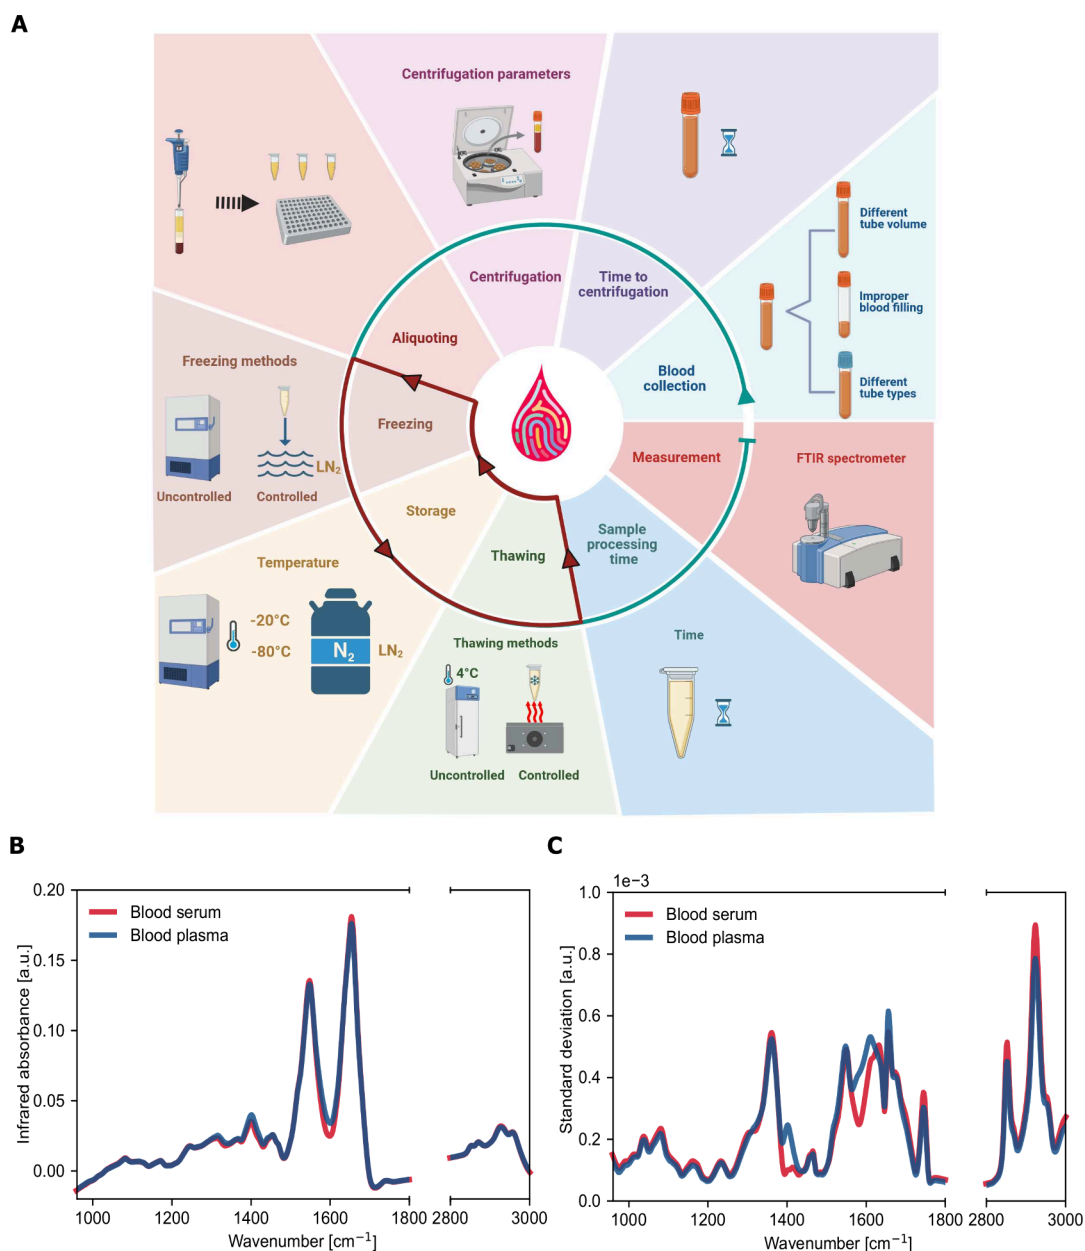 A
Centrifugation parameters
Different
tube volume
Improper
blood filling
Different
tube types
Centrifugation
Time to
centrifugation
Aliquoting
Blood
collection
Freezing methods
Uncontrolled
Controlled
LN2
Freezing
Measurement
FTIR spectrometer
Storage
Sample
processing
time
Thawing
Temperature
-20°C
-80°C
N2
LN2
Thawing methods
4°C
Uncontrolled
Controlled
Time
B
Infrared absorbance [a.u.]
0.20
0.15
0.10
0.05
0.00
Blood serum
Blood plasma
1000
1200
1400
1600
1800
2800
3000
Wavenumber [cm−1]
C
1e−3
Standard deviation [a.u.]
1.0
0.8
0.6
0.4
0.2
0.0
Blood serum
Blood plasma
1000
1200
1400
1600
1800
2800
3000
Wavenumber [cm−1]